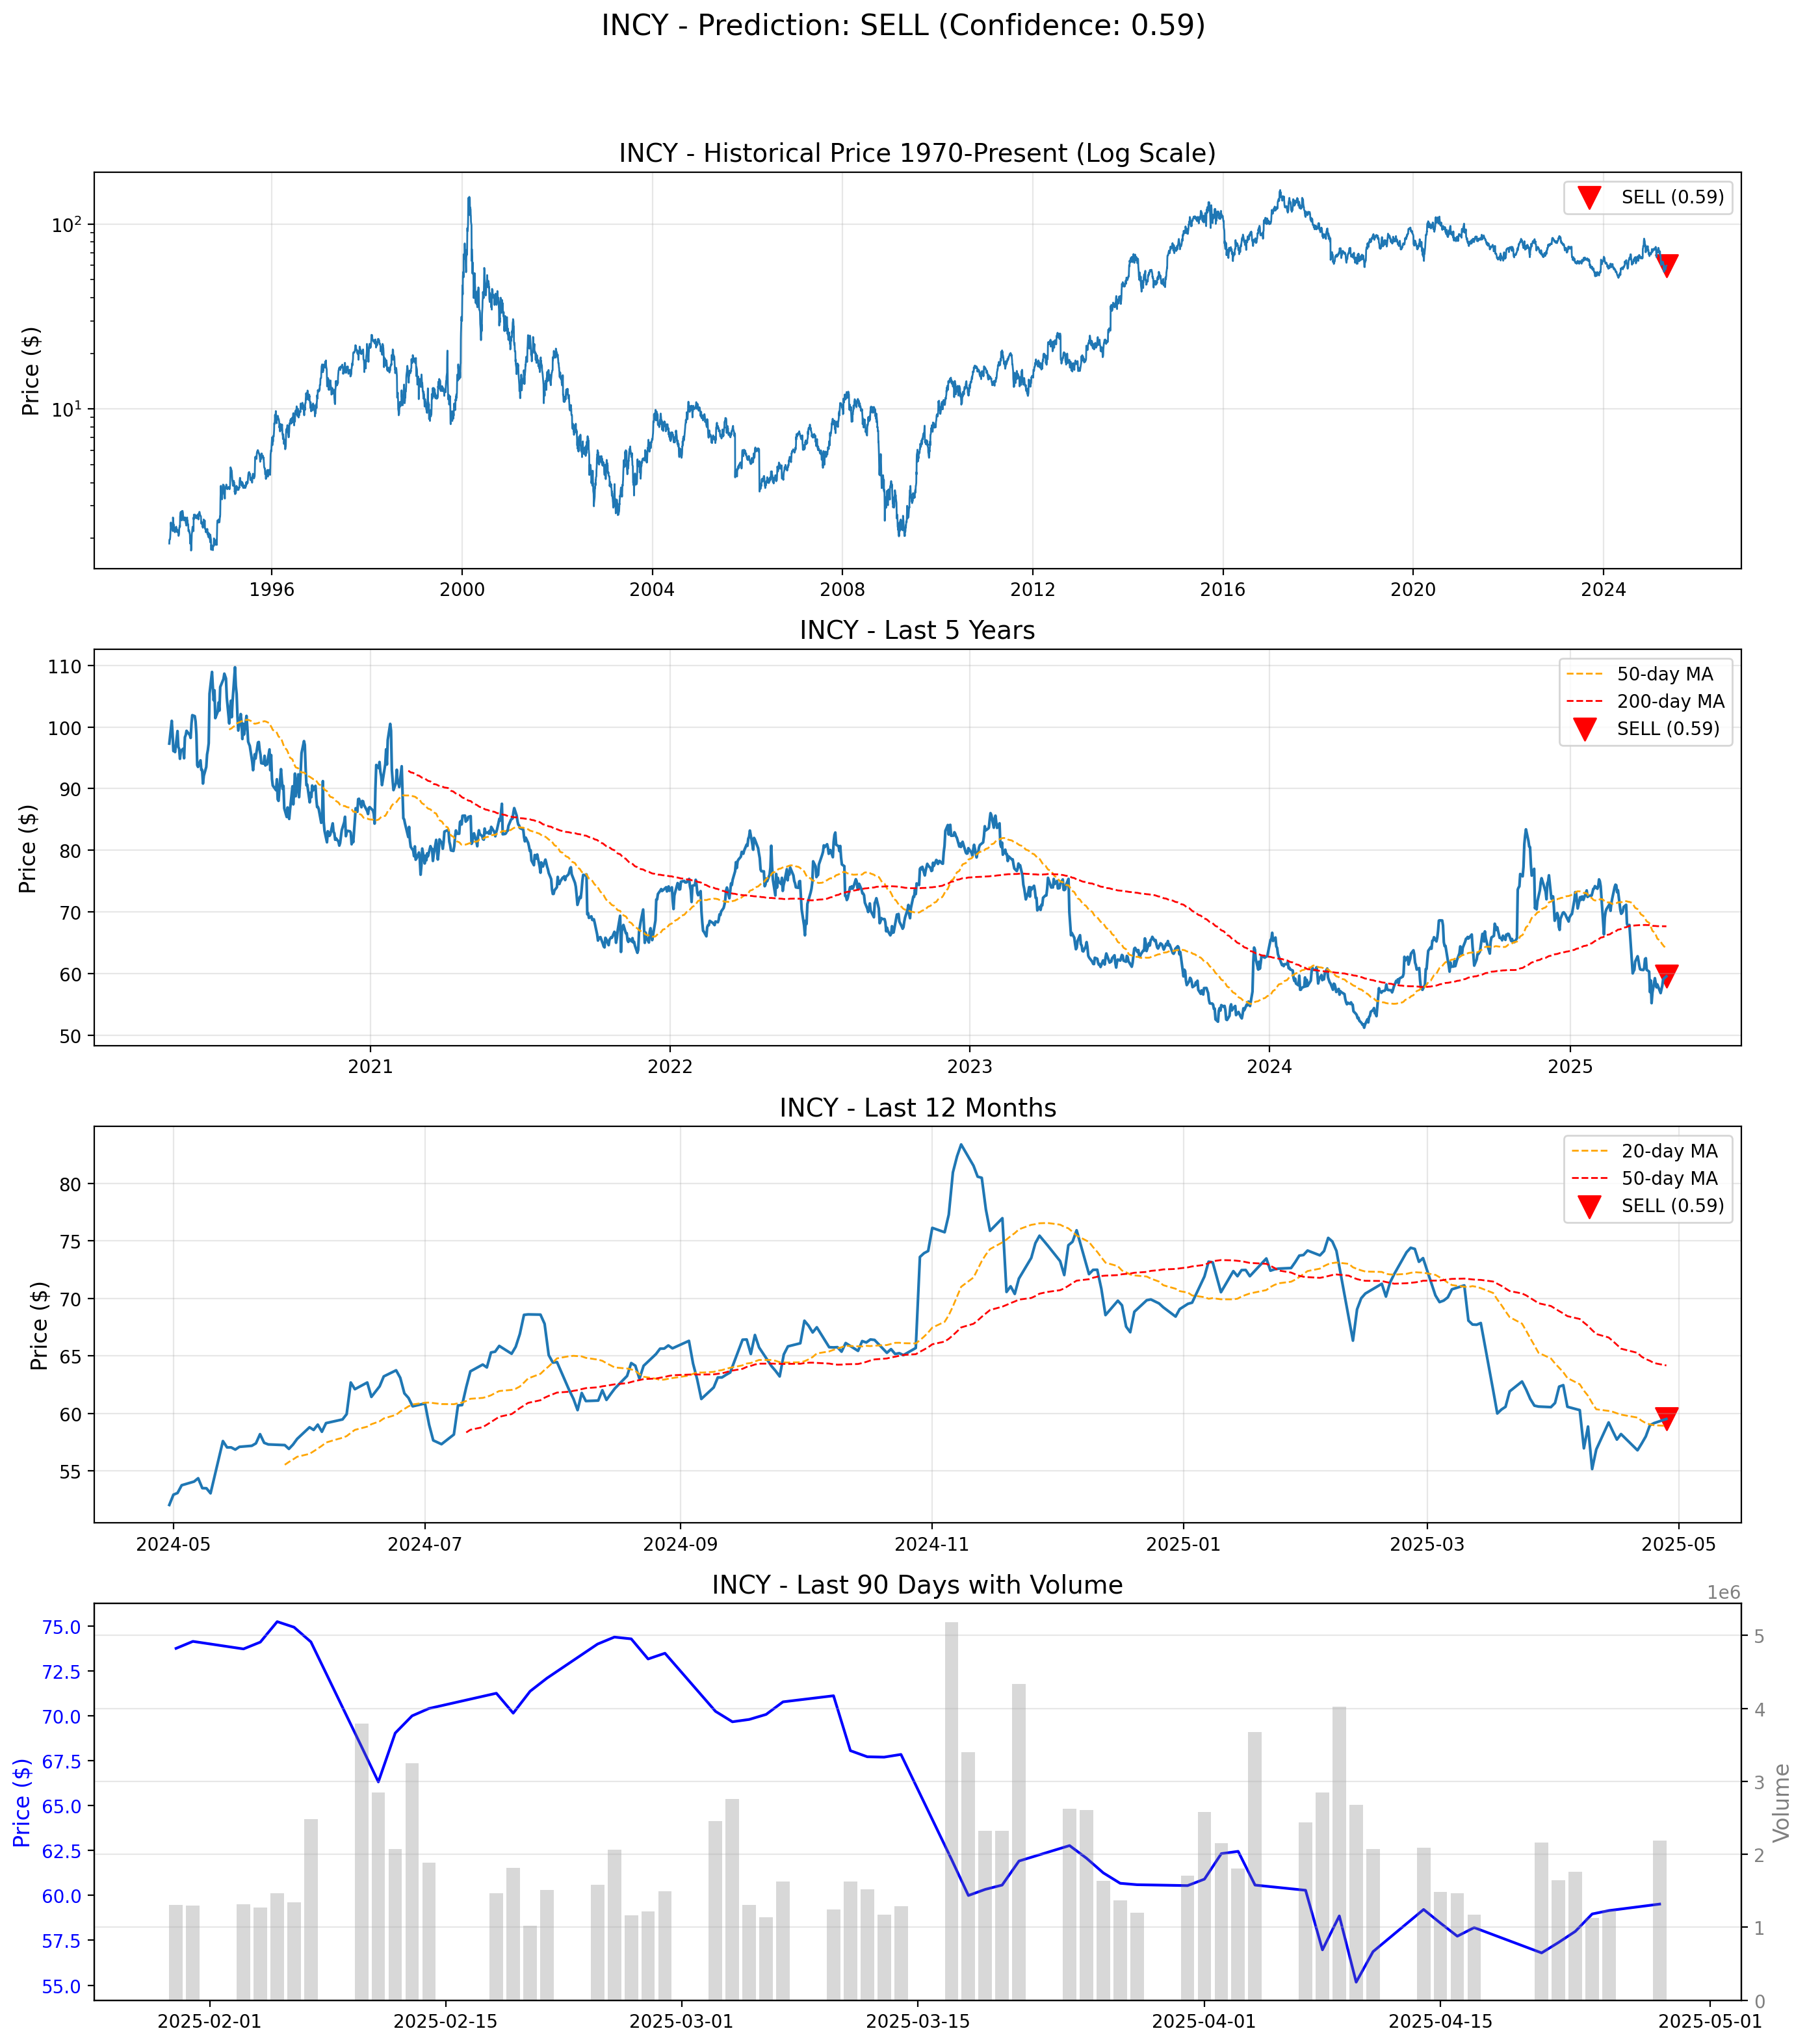 INCY - Prediction: SELL (Confidence: 0.59)
INCY - Historical Price 1970-Present (Log Scale)
SELL (0.59)
Price ($)
10²
10¹
1996 2000 2004 2008 2012 2016 2020 2024
INCY - Last 5 Years
50-day MA
200-day MA
SELL (0.59)
Price ($)
110
100
90
80
70
60
50
2021 2022 2023 2024 2025
INCY - Last 12 Months
20-day MA
50-day MA
SELL (0.59)
Price ($)
80
75
70
65
60
55
2024-05 2024-07 2024-09 2024-11 2025-01 2025-03 2025-05
INCY - Last 90 Days with Volume
1e6
Price ($)
75.0
72.5
70.0
67.5
65.0
62.5
60.0
57.5
55.0
5
4
3
2
1
0
Volume
2025-02-01 2025-02-15 2025-03-01 2025-03-15 2025-04-01 2025-04-15 2025-05-01